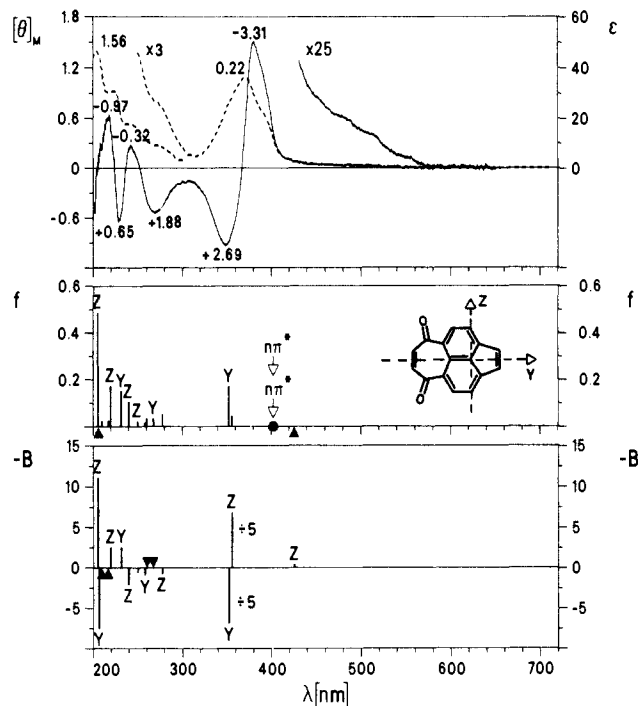 [θ]M 1.8 -3.31 60 ε
1.56 x3 x25
1.2 0.22 40
-0.97
0.6 -0.32 20
0 0
-0.6 +0.65 +1.88 +2.69
f 0.6 0.6 f
Z
0.4 nπ* O Z 0.4
0.2 Z Y Z Z Y Y nπ* O Y 0.2
-B 15 15 -B
Z
10 Z 10
5 Z Y ÷5 Z 5
0 0
-5 Z Y Z ÷5 -5
Y Y
200 300 400 500 600 700
λ[nm]